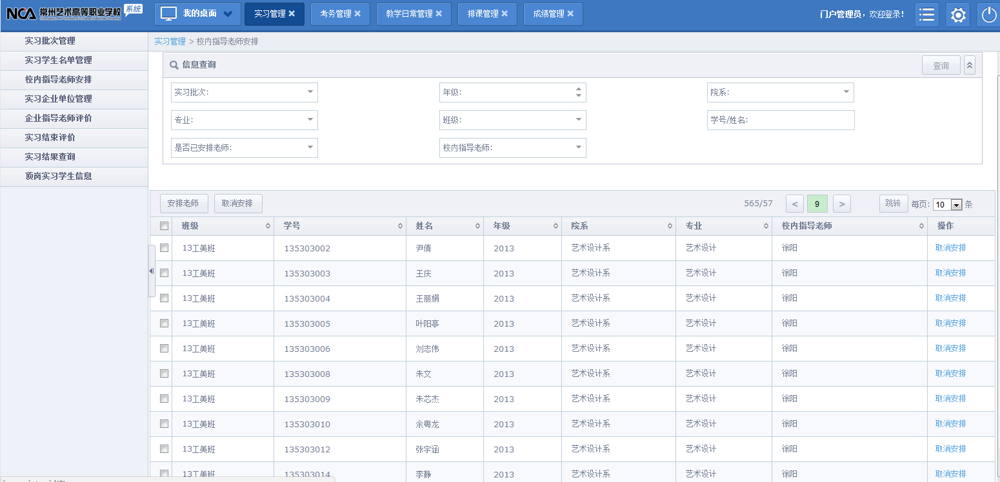 NCA 常州艺术高等职业学校 系统 我的桌面 实习管理 × 考务管理 × 教学日常管理 × 排课管理 × 成绩管理 × 门户管理员，欢迎登录!
实习批次管理
实习学生名单管理
校内指导老师安排
实习企业单位管理
企业指导老师评价
实习结束评价
实习结果查询
顶岗实习学生信息
实习管理 > 校内指导老师安排
信息查询 查询
实习批次: 年级: 院系:
专业: 班级: 学号/姓名:
是否已安排老师: 校内指导老师:
安排老师 取消安排 565/57 < 9 > 跳转 每页: 10 条
班级 学号 姓名 年级 院系 专业 校内指导老师 操作
13工美班 135303002 尹倩 2013 艺术设计系 艺术设计 徐阳 取消安排
13工美班 135303003 王庆 2013 艺术设计系 艺术设计 徐阳 取消安排
13工美班 135303004 王丽娟 2013 艺术设计系 艺术设计 徐阳 取消安排
13工美班 135303005 叶阳亭 2013 艺术设计系 艺术设计 徐阳 取消安排
13工美班 135303006 刘志伟 2013 艺术设计系 艺术设计 徐阳 取消安排
13工美班 135303008 朱文 2013 艺术设计系 艺术设计 徐阳 取消安排
13工美班 135303009 朱芯杰 2013 艺术设计系 艺术设计 徐阳 取消安排
13工美班 135303010 余粤龙 2013 艺术设计系 艺术设计 徐阳 取消安排
13工美班 135303012 张宇涵 2013 艺术设计系 艺术设计 徐阳 取消安排
13工美班 135303014 李静 2013 艺术设计系 艺术设计 徐阳 取消安排